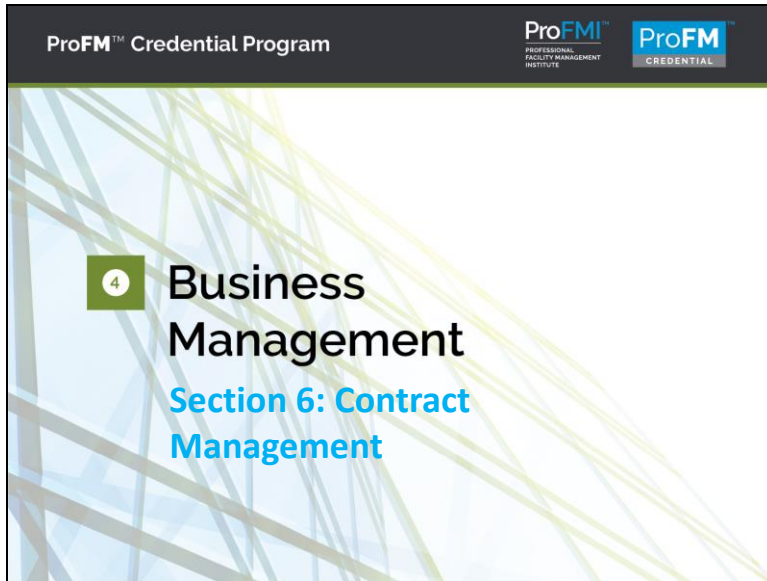 ProFM™ Credential Program
ProFMI™
PROFESSIONAL
FACILITY MANAGEMENT
INSTITUTE
ProFM™
CREDENTIAL
4
Business
Management
Section 6: Contract
Management